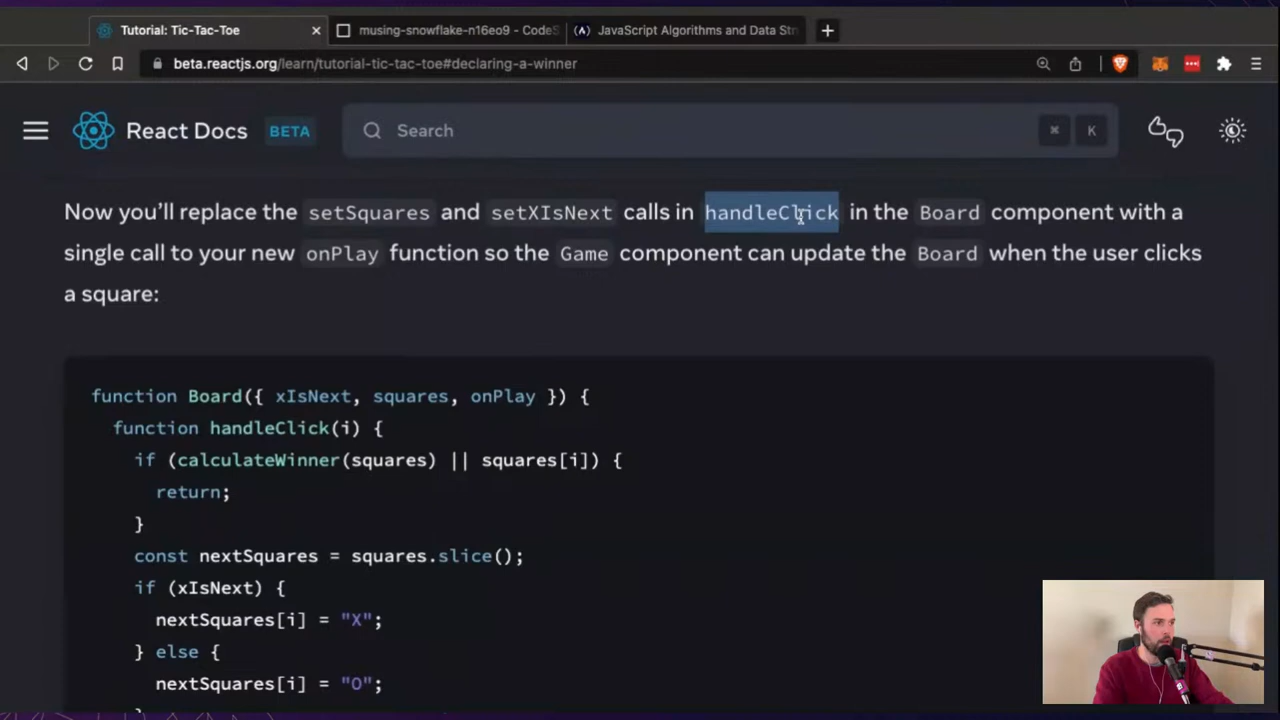 Tutorial: Tic-Tac-Toe
musing-snowflake-n16eo9 - CodeS
JavaScript Algorithms and Data Str
beta.reactjs.org/learn/tutorial-tic-tac-toe#declaring-a-winner
React Docs BETA
Search
⌘ K
Now you’ll replace the setSquares and setXIsNext calls in handleClick in the Board component with a
single call to your new onPlay function so the Game component can update the Board when the user clicks
a square:
function Board({ xIsNext, squares, onPlay }) {
function handleClick(i) {
if (calculateWinner(squares) || squares[i]) {
return;
}
const nextSquares = squares.slice();
if (xIsNext) {
nextSquares[i] = "X";
} else {
nextSquares[i] = "O";
}